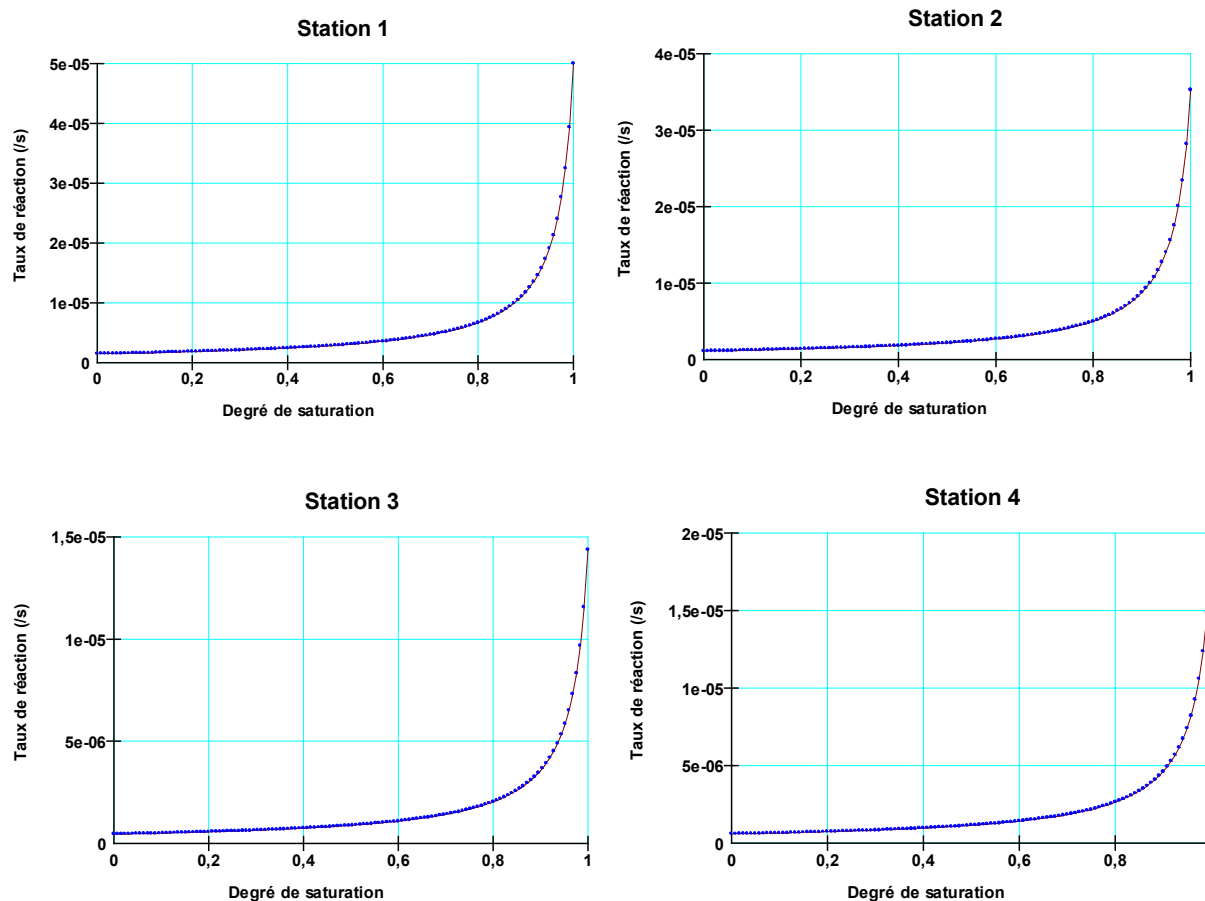 Station 1
5e-05
4e-05
3e-05
2e-05
1e-05
0
Taux de réaction (/s)
0 0,2 0,4 0,6 0,8 1
Degré de saturation
Station 2
4e-05
3e-05
2e-05
1e-05
0
Taux de réaction (/s)
0 0,2 0,4 0,6 0,8 1
Degré de saturation
Station 3
1,5e-05
1e-05
5e-06
0
Taux de réaction (/s)
0 0,2 0,4 0,6 0,8 1
Degré de saturation
Station 4
2e-05
1,5e-05
1e-05
5e-06
0
Taux de réaction (/s)
0 0,2 0,4 0,6 0,8
Degré de saturation